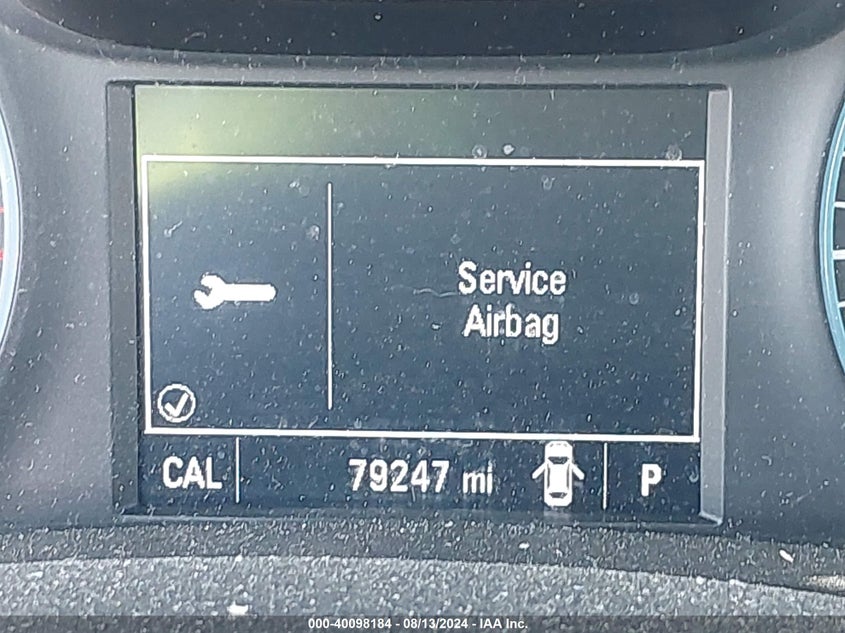 Service
Airbag
CAL 79247 mi P
000-40098184 - 08/13/2024 - IAA Inc.